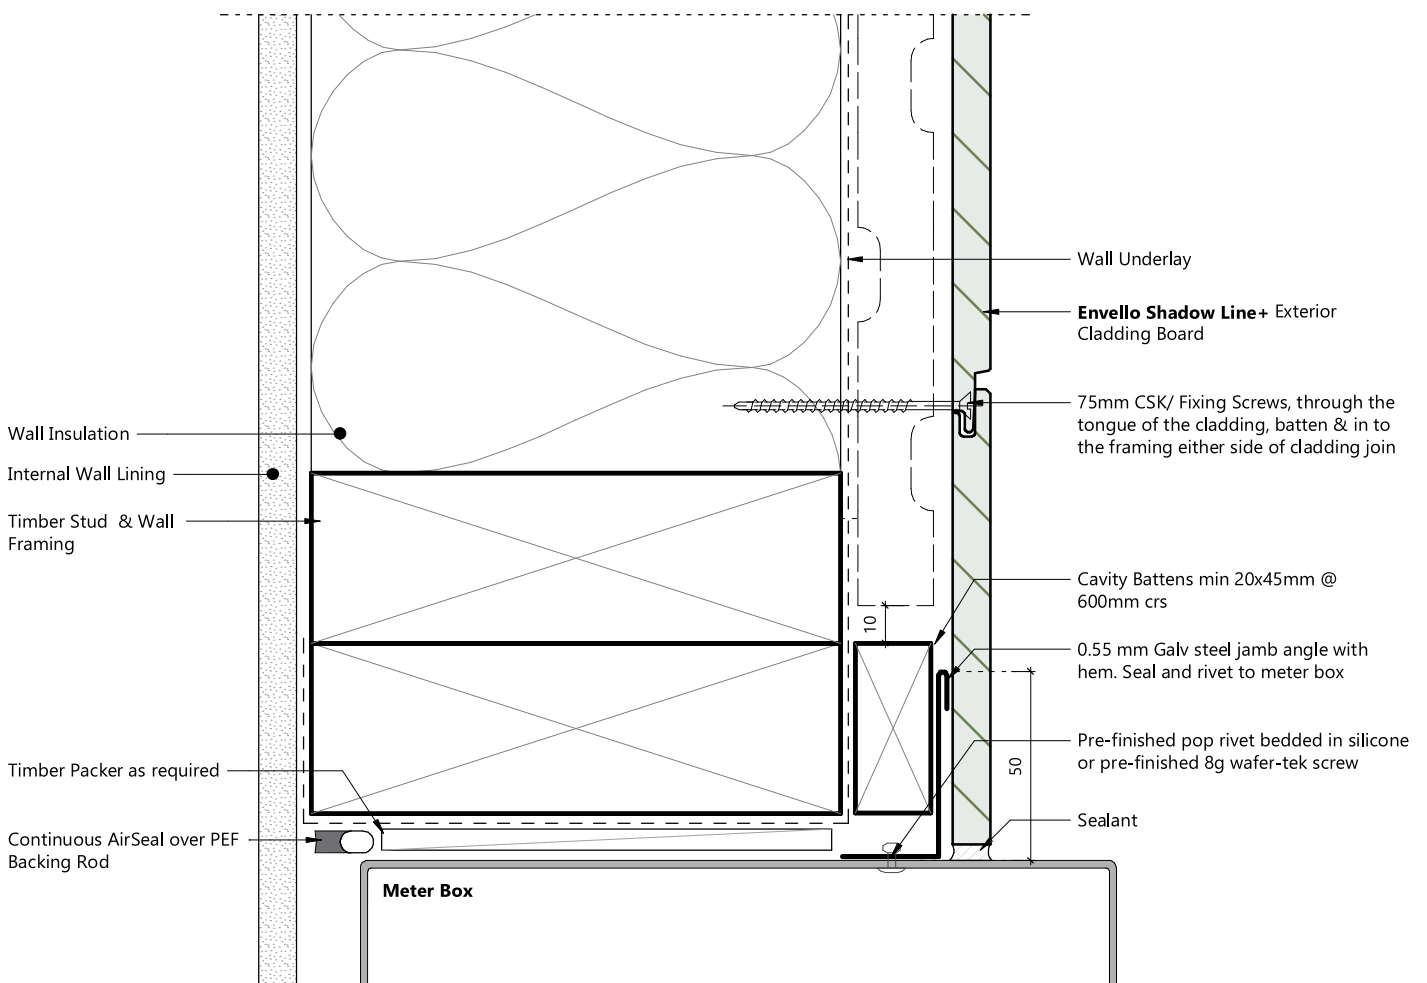 Wall Underlay
Envello Shadow Line+ Exterior
Cladding Board
75mm CSK/ Fixing Screws, through the
tongue of the cladding, batten & in to
the framing either side of cladding join
Wall Insulation
Internal Wall Lining
Timber Stud & Wall
Framing
Cavity Battens min 20x45mm @
600mm crs
10
0.55 mm Galv steel jamb angle with
hem. Seal and rivet to meter box
Pre-finished pop rivet bedded in silicone
or pre-finished 8g wafer-tek screw
50
Timber Packer as required
Sealant
Continuous AirSeal over PEF
Backing Rod
Meter Box